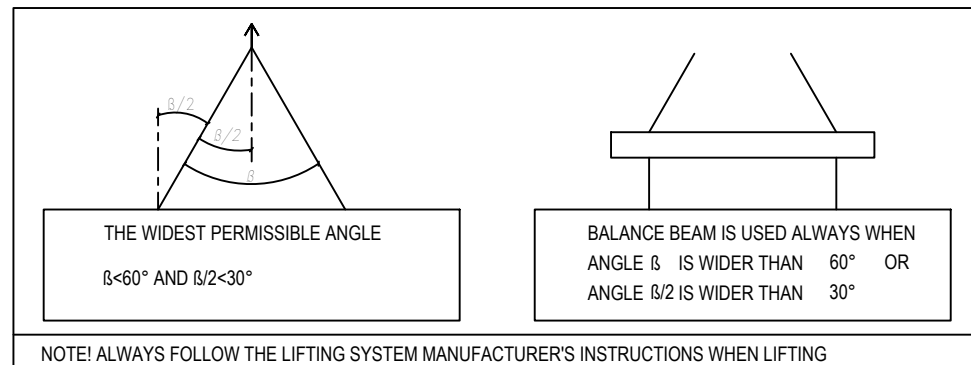 ß/2
ß/2
ß
THE WIDEST PERMISSIBLE ANGLE
ß<60° AND ß/2<30°
BALANCE BEAM IS USED ALWAYS WHEN
ANGLE ß IS WIDER THAN 60° OR
ANGLE ß/2 IS WIDER THAN 30°
NOTE! ALWAYS FOLLOW THE LIFTING SYSTEM MANUFACTURER'S INSTRUCTIONS WHEN LIFTING